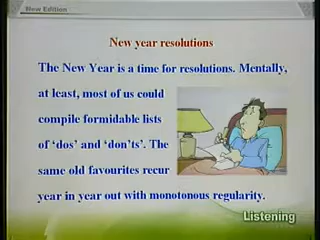 New Edition
New year resolutions
The New Year is a time for resolutions. Mentally,
at least, most of us could
compile formidable lists
of ‘dos’ and ‘don’ts’. The
same old favourites recur
year in year out with monotonous regularity.
Listening